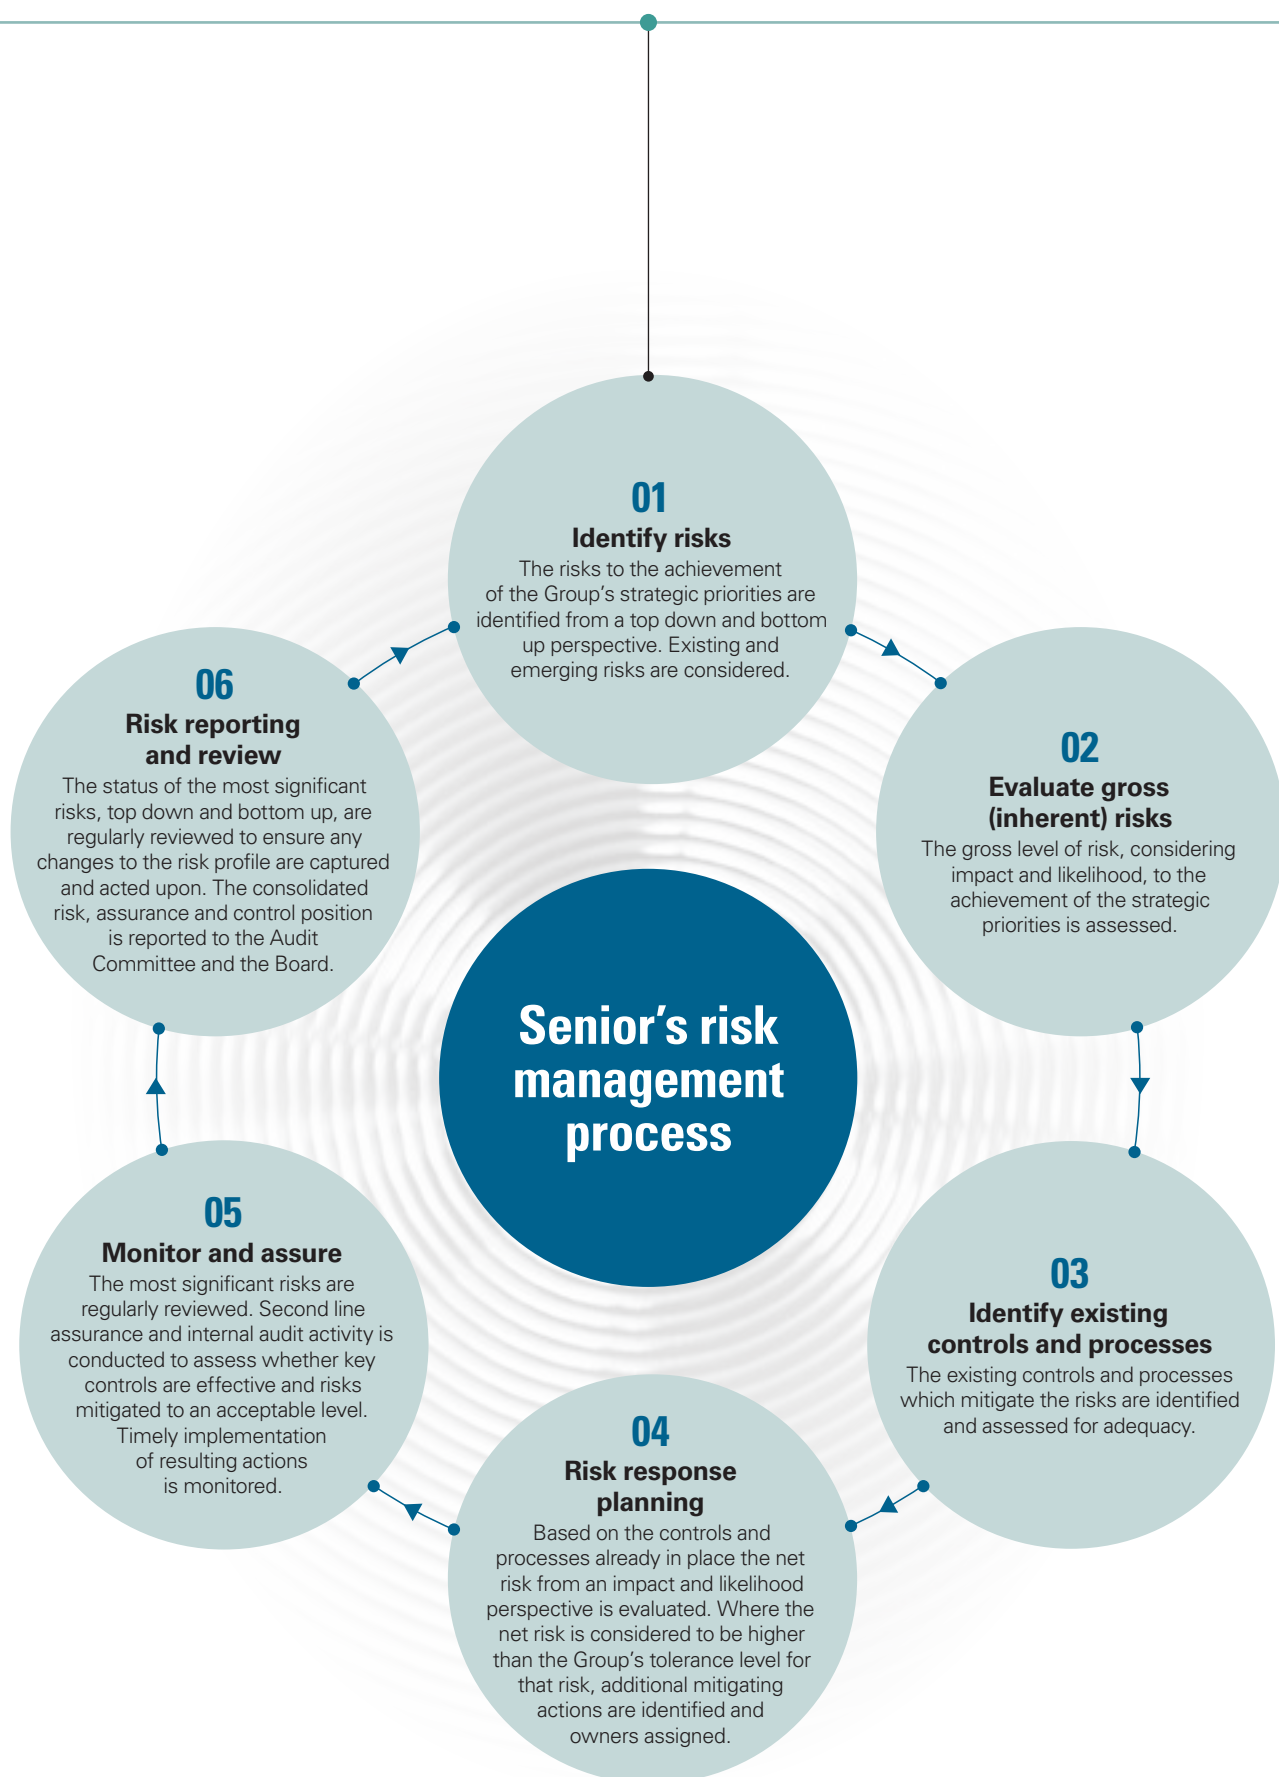 01
Identify risks
The risks to the achievement
of the Group’s strategic priorities are
identified from a top down and bottom
up perspective. Existing and
emerging risks are considered.
02
Evaluate gross
(inherent) risks
The gross level of risk, considering
impact and likelihood, to the
achievement of the strategic
priorities is assessed.
03
Identify existing
controls and processes
The existing controls and processes
which mitigate the risks are identified
and assessed for adequacy.
04
Risk response
planning
Based on the controls and
processes already in place the net
risk from an impact and likelihood
perspective is evaluated. Where the
net risk is considered to be higher
than the Group’s tolerance level for
that risk, additional mitigating
actions are identified and
owners assigned.
05
Monitor and assure
The most significant risks are
regularly reviewed. Second line
assurance and internal audit activity is
conducted to assess whether key
controls are effective and risks
mitigated to an acceptable level.
Timely implementation
of resulting actions
is monitored.
06
Risk reporting
and review
The status of the most significant
risks, top down and bottom up, are
regularly reviewed to ensure any
changes to the risk profile are captured
and acted upon. The consolidated
risk, assurance and control position
is reported to the Audit
Committee and the Board.
Senior’s risk
management
process